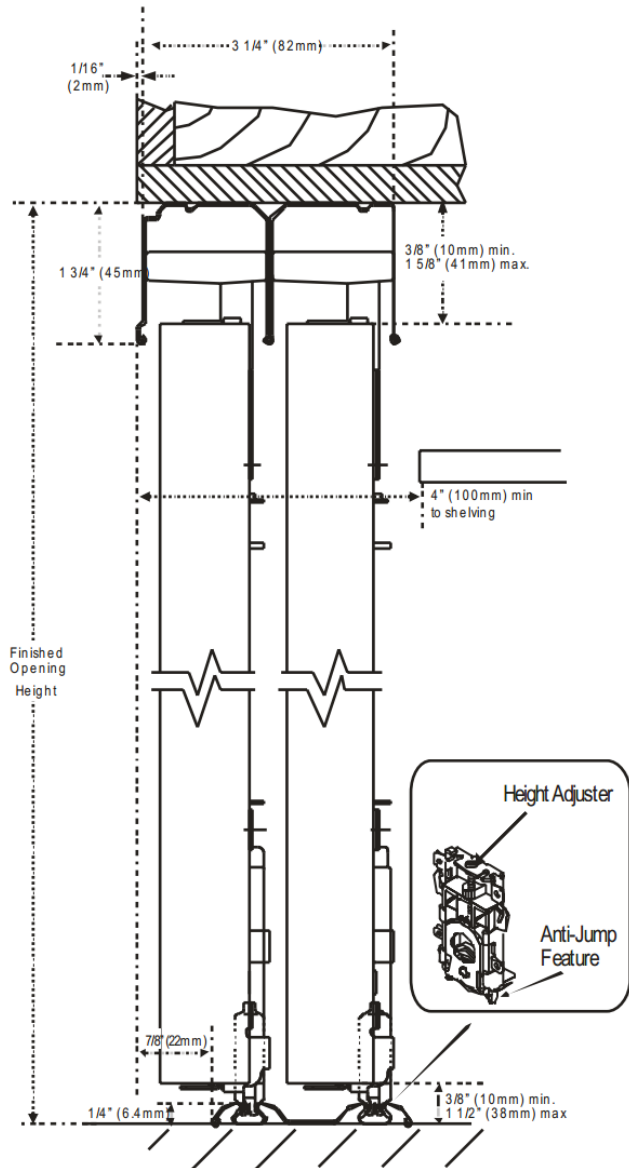 3 1/4" (82mm)
1/16"
(2mm)
1 3/4" (45mm)
3/8" (10mm) min.
1 5/8" (41mm) max.
4" (100mm) min
to shelving
Finished
Opening
Height
Height Adjuster
Anti-Jump
Feature
7/8"(22mm)
1/4" (6.4mm)
3/8" (10mm) min.
1 1/2" (38mm) max